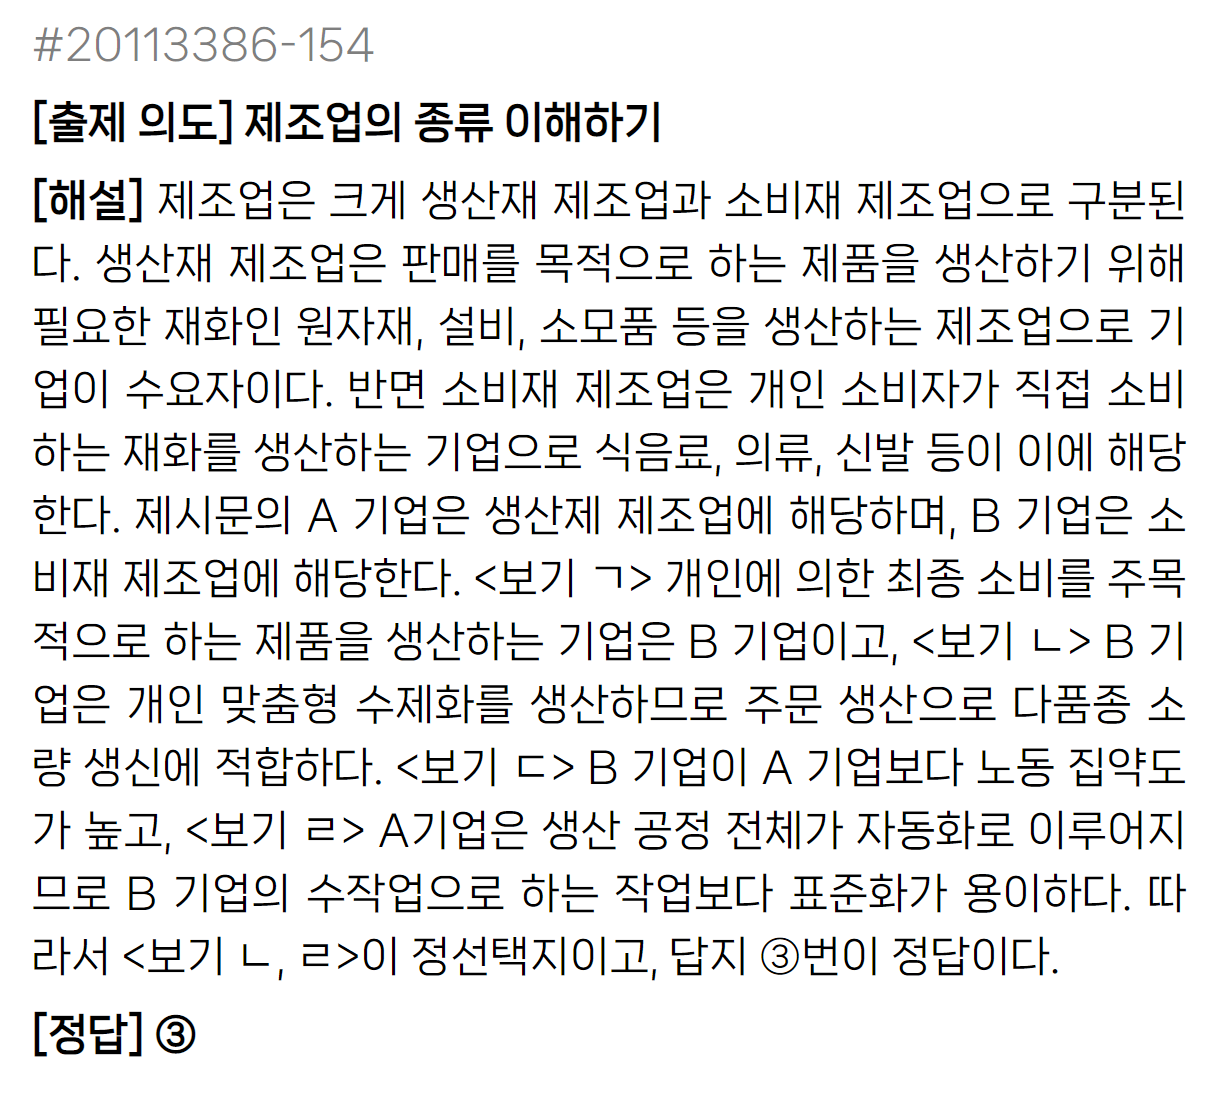 #20113386-154
[출제 의도] 제조업의 종류 이해하기
[해설] 제조업은 크게 생산재 제조업과 소비재 제조업으로 구분된
다. 생산재 제조업은 판매를 목적으로 하는 제품을 생산하기 위해
필요한 재화인 원자재, 설비, 소모품 등을 생산하는 제조업으로 기
업이 수요자이다. 반면 소비재 제조업은 개인 소비자가 직접 소비
하는 재화를 생산하는 기업으로 식음료, 의류, 신발 등이 이에 해당
한다. 제시문의 A 기업은 생산제 제조업에 해당하며, B 기업은 소
비재 제조업에 해당한다. <보기 ㄱ> 개인에 의한 최종 소비를 주목
적으로 하는 제품을 생산하는 기업은 B 기업이고, <보기 ㄴ> B 기
업은 개인 맞춤형 수제화를 생산하므로 주문 생산으로 다품종 소
량 생신에 적합하다. <보기 ㄷ> B 기업이 A 기업보다 노동 집약도
가 높고, <보기 ㄹ> A기업은 생산 공정 전체가 자동화로 이루어지
므로 B 기업의 수작업으로 하는 작업보다 표준화가 용이하다. 따
라서 <보기 ㄴ, ㄹ>이 정선택지이고, 답지 ③번이 정답이다.
[정답] ③